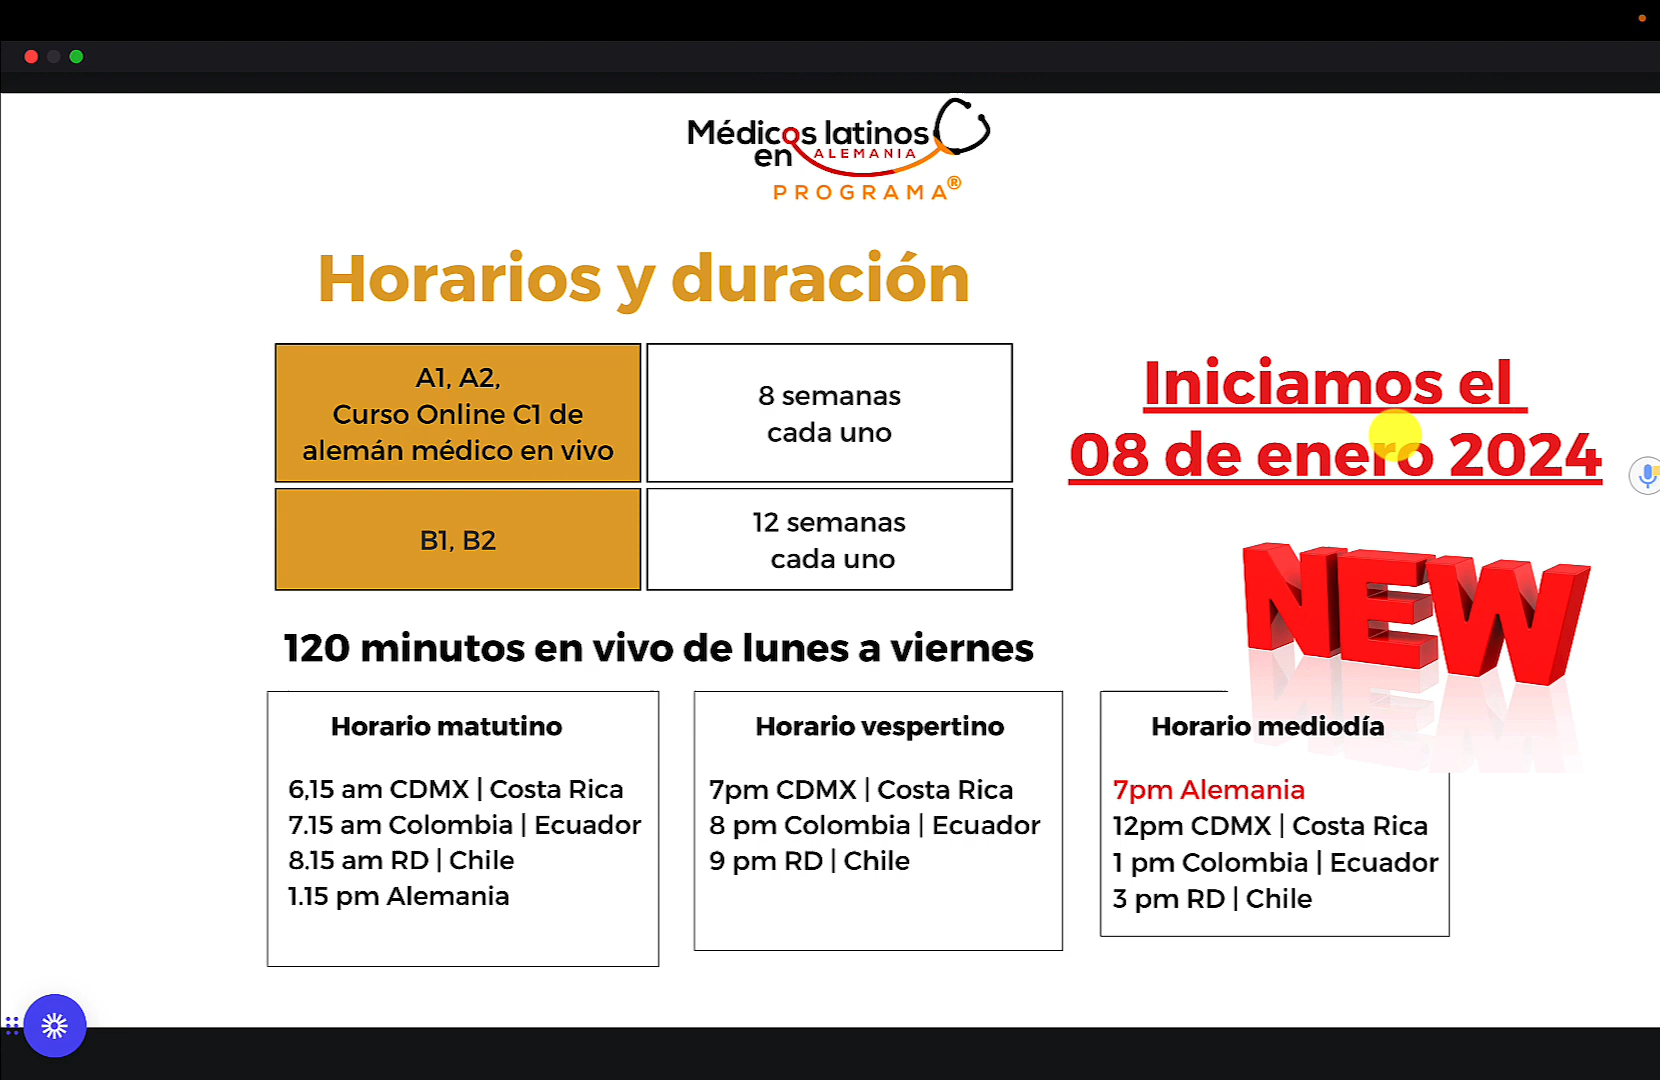 Médicos latinos
en ALEMANIA
PROGRAMA®
Horarios y duración
A1, A2,
Curso Online C1 de
alemán médico en vivo
8 semanas
cada uno
B1, B2
12 semanas
cada uno
Iniciamos el
08 de enero 2024
NEW
120 minutos en vivo de lunes a viernes
Horario matutino
6,15 am CDMX | Costa Rica
7.15 am Colombia | Ecuador
8.15 am RD | Chile
1.15 pm Alemania
Horario vespertino
7pm CDMX | Costa Rica
8 pm Colombia | Ecuador
9 pm RD | Chile
Horario mediodía
7pm Alemania
12pm CDMX | Costa Rica
1 pm Colombia | Ecuador
3 pm RD | Chile